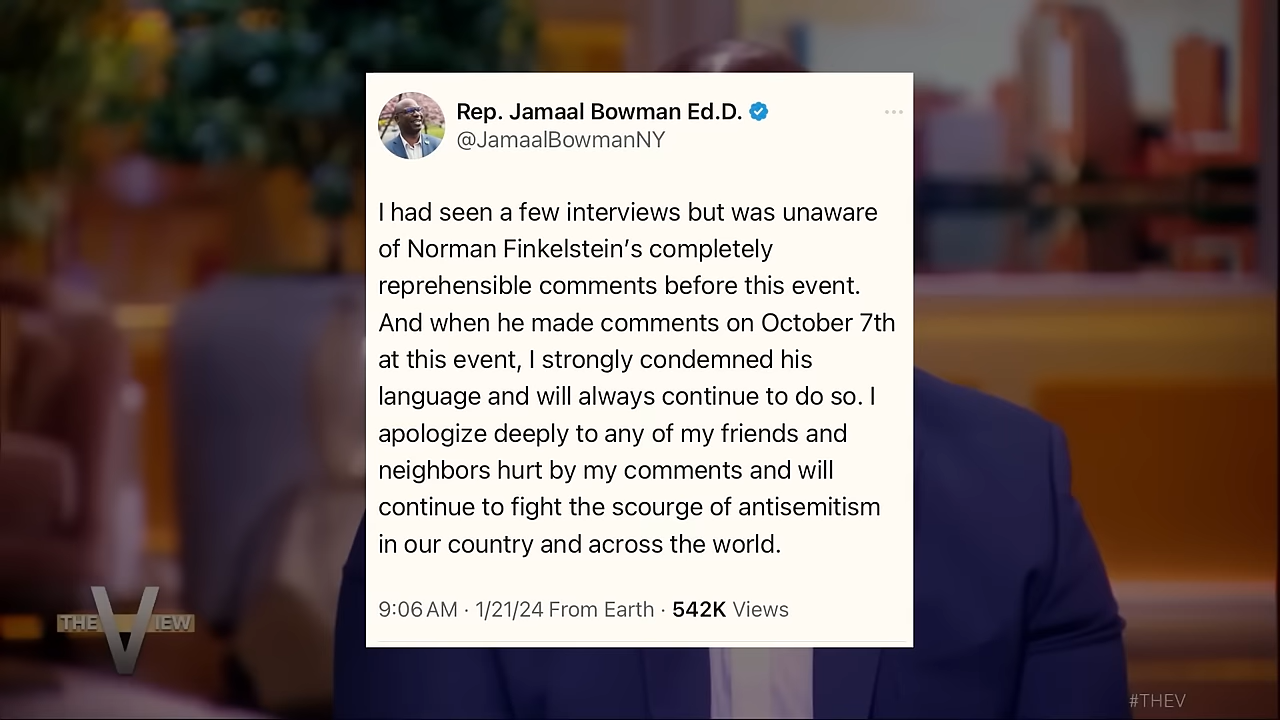 Rep. Jamaal Bowman Ed.D.
@JamaalBowmanNY
I had seen a few interviews but was unaware
of Norman Finkelstein’s completely
reprehensible comments before this event.
And when he made comments on October 7th
at this event, I strongly condemned his
language and will always continue to do so. I
apologize deeply to any of my friends and
neighbors hurt by my comments and will
continue to fight the scourge of antisemitism
in our country and across the world.
9:06 AM · 1/21/24 From Earth · 542K Views
THE VIEW
#THEV